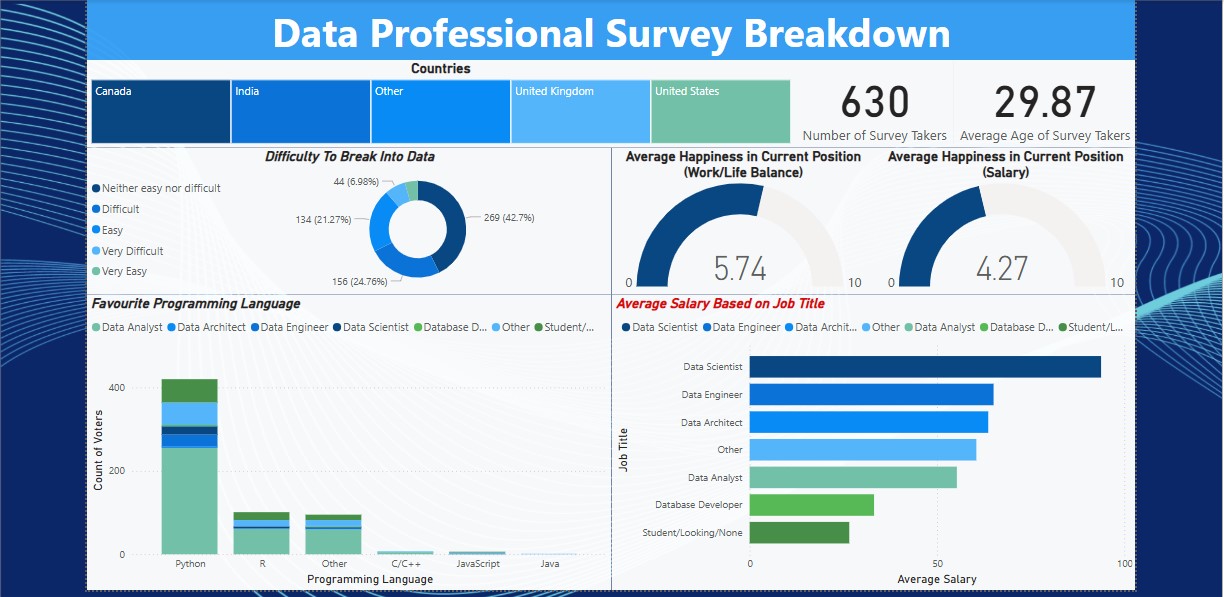 Data Professional Survey Breakdown
Countries
Canada
India
Other
United Kingdom
United States
630
Number of Survey Takers
29.87
Average Age of Survey Takers
Difficulty To Break Into Data
Neither easy nor difficult
Difficult
Easy
Very Difficult
Very Easy
44 (6.98%)
134 (21.27%)
269 (42.7%)
156 (24.76%)
Average Happiness in Current Position
(Work/Life Balance)
5.74
0
10
Average Happiness in Current Position
(Salary)
4.27
0
10
Favourite Programming Language
Data Analyst Data Architect Data Engineer Data Scientist Database D... Other Student/...
Count of Voters
400
200
0
Python R Other C/C++ JavaScript Java
Programming Language
Average Salary Based on Job Title
Data Scientist Data Engineer Data Archit... Other Data Analyst Database D... Student/L...
Job Title
Data Scientist
Data Engineer
Data Architect
Other
Data Analyst
Database Developer
Student/Looking/None
0 50 100
Average Salary